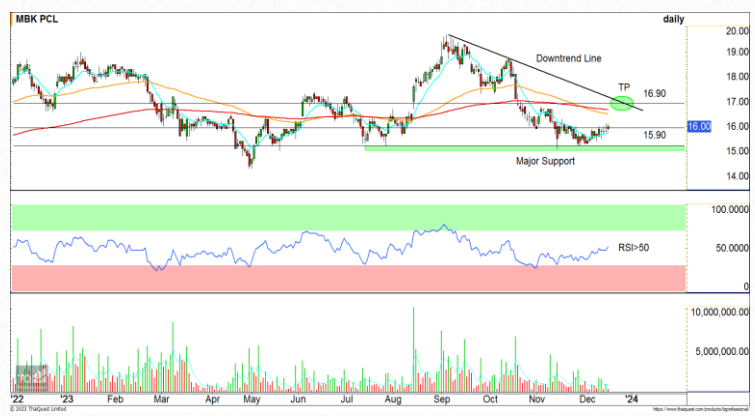 MBK PCL daily
20.00
19.00
Downtrend Line
18.00
TP
16.90
17.00
16.00
16.00
15.90
15.00
Major Support
14.00
100.0000
RSI>50
50.0000
0
10,000,000.00
5,000,000.00
'22 '23 Feb Mar Apr May Jun Jul Aug Sep Oct Nov Dec '24
© 2023 ThaiQuest Limited